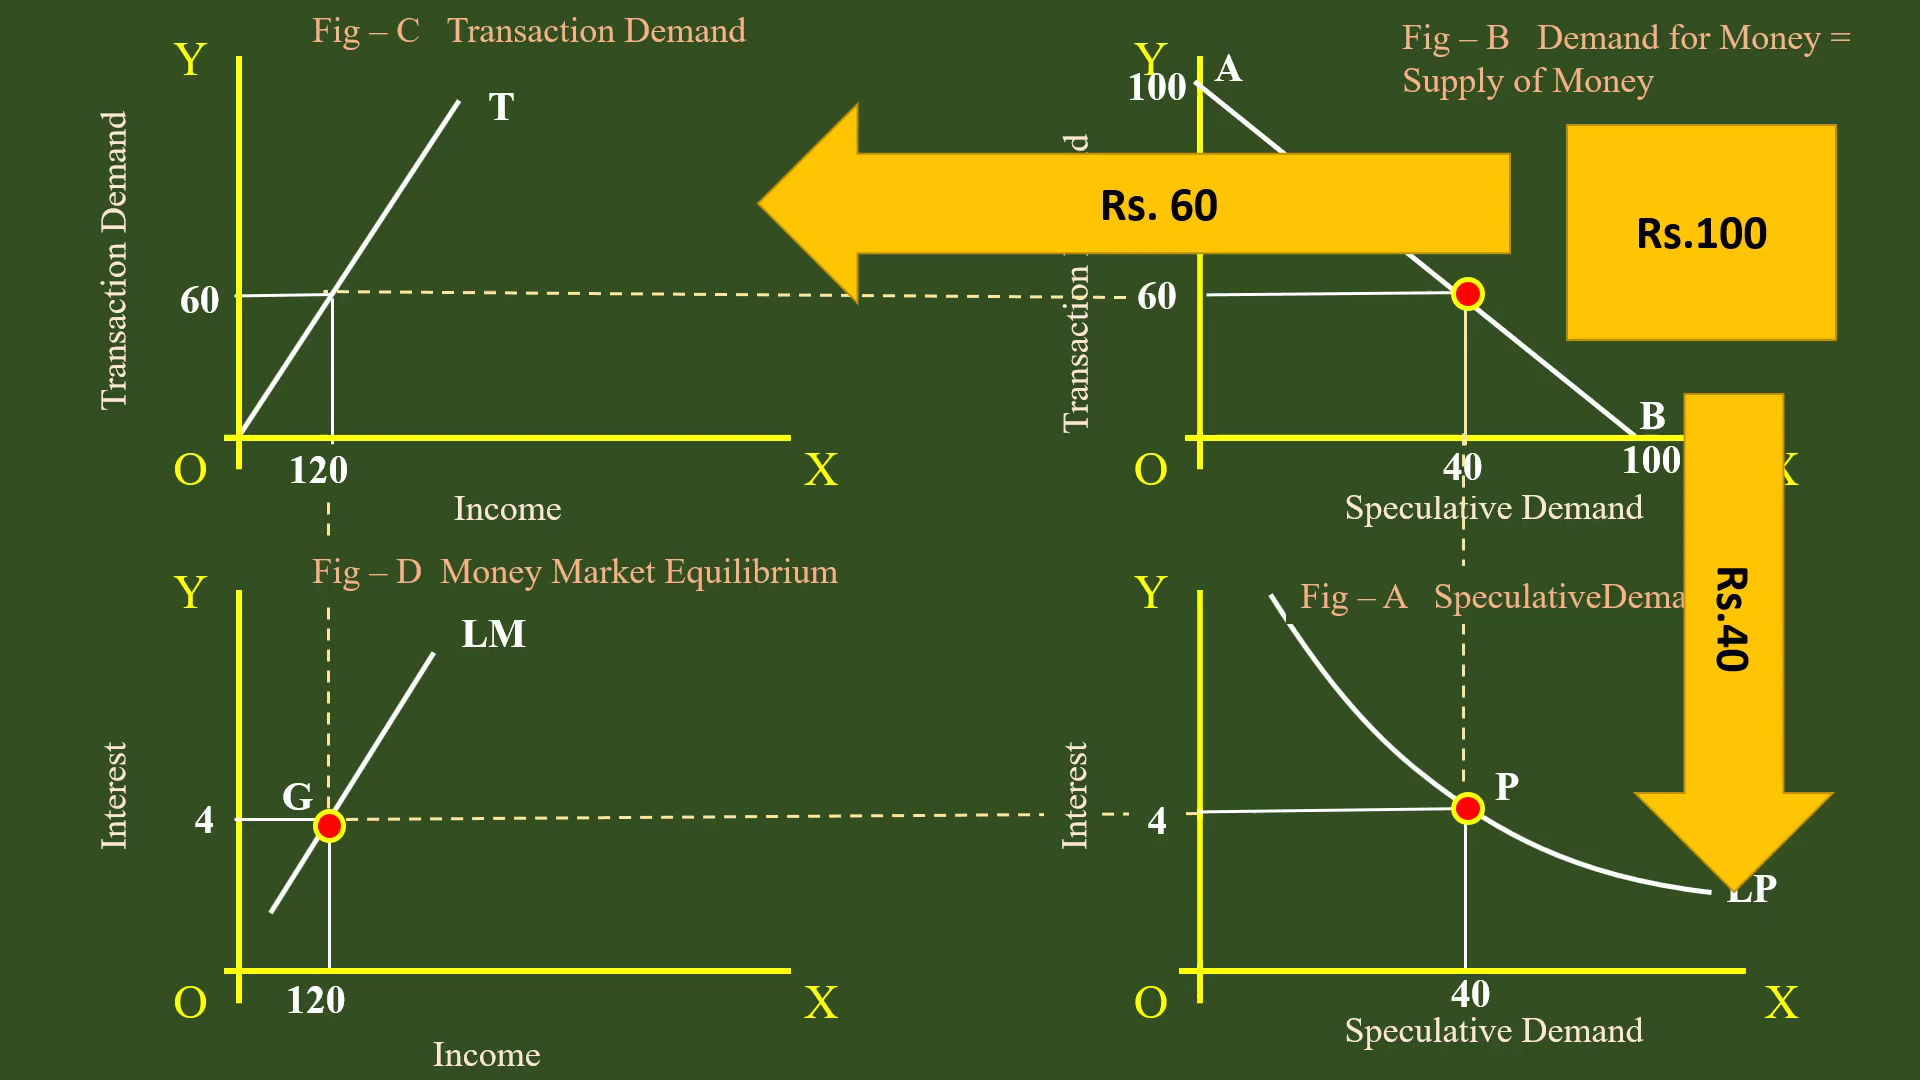 Fig – C Transaction Demand
Y
T
Transaction Demand
60
O
120
X
Income
Fig – B Demand for Money =
Supply of Money
Y
100
A
Rs. 60
Rs.100
Transaction
60
B
O
40
100
X
Speculative Demand
Fig – D Money Market Equilibrium
Y
LM
Interest
G
4
O
120
X
Income
Fig – A
Y
Rs.40
Interest
P
4
LP
O
40
X
Speculative Demand